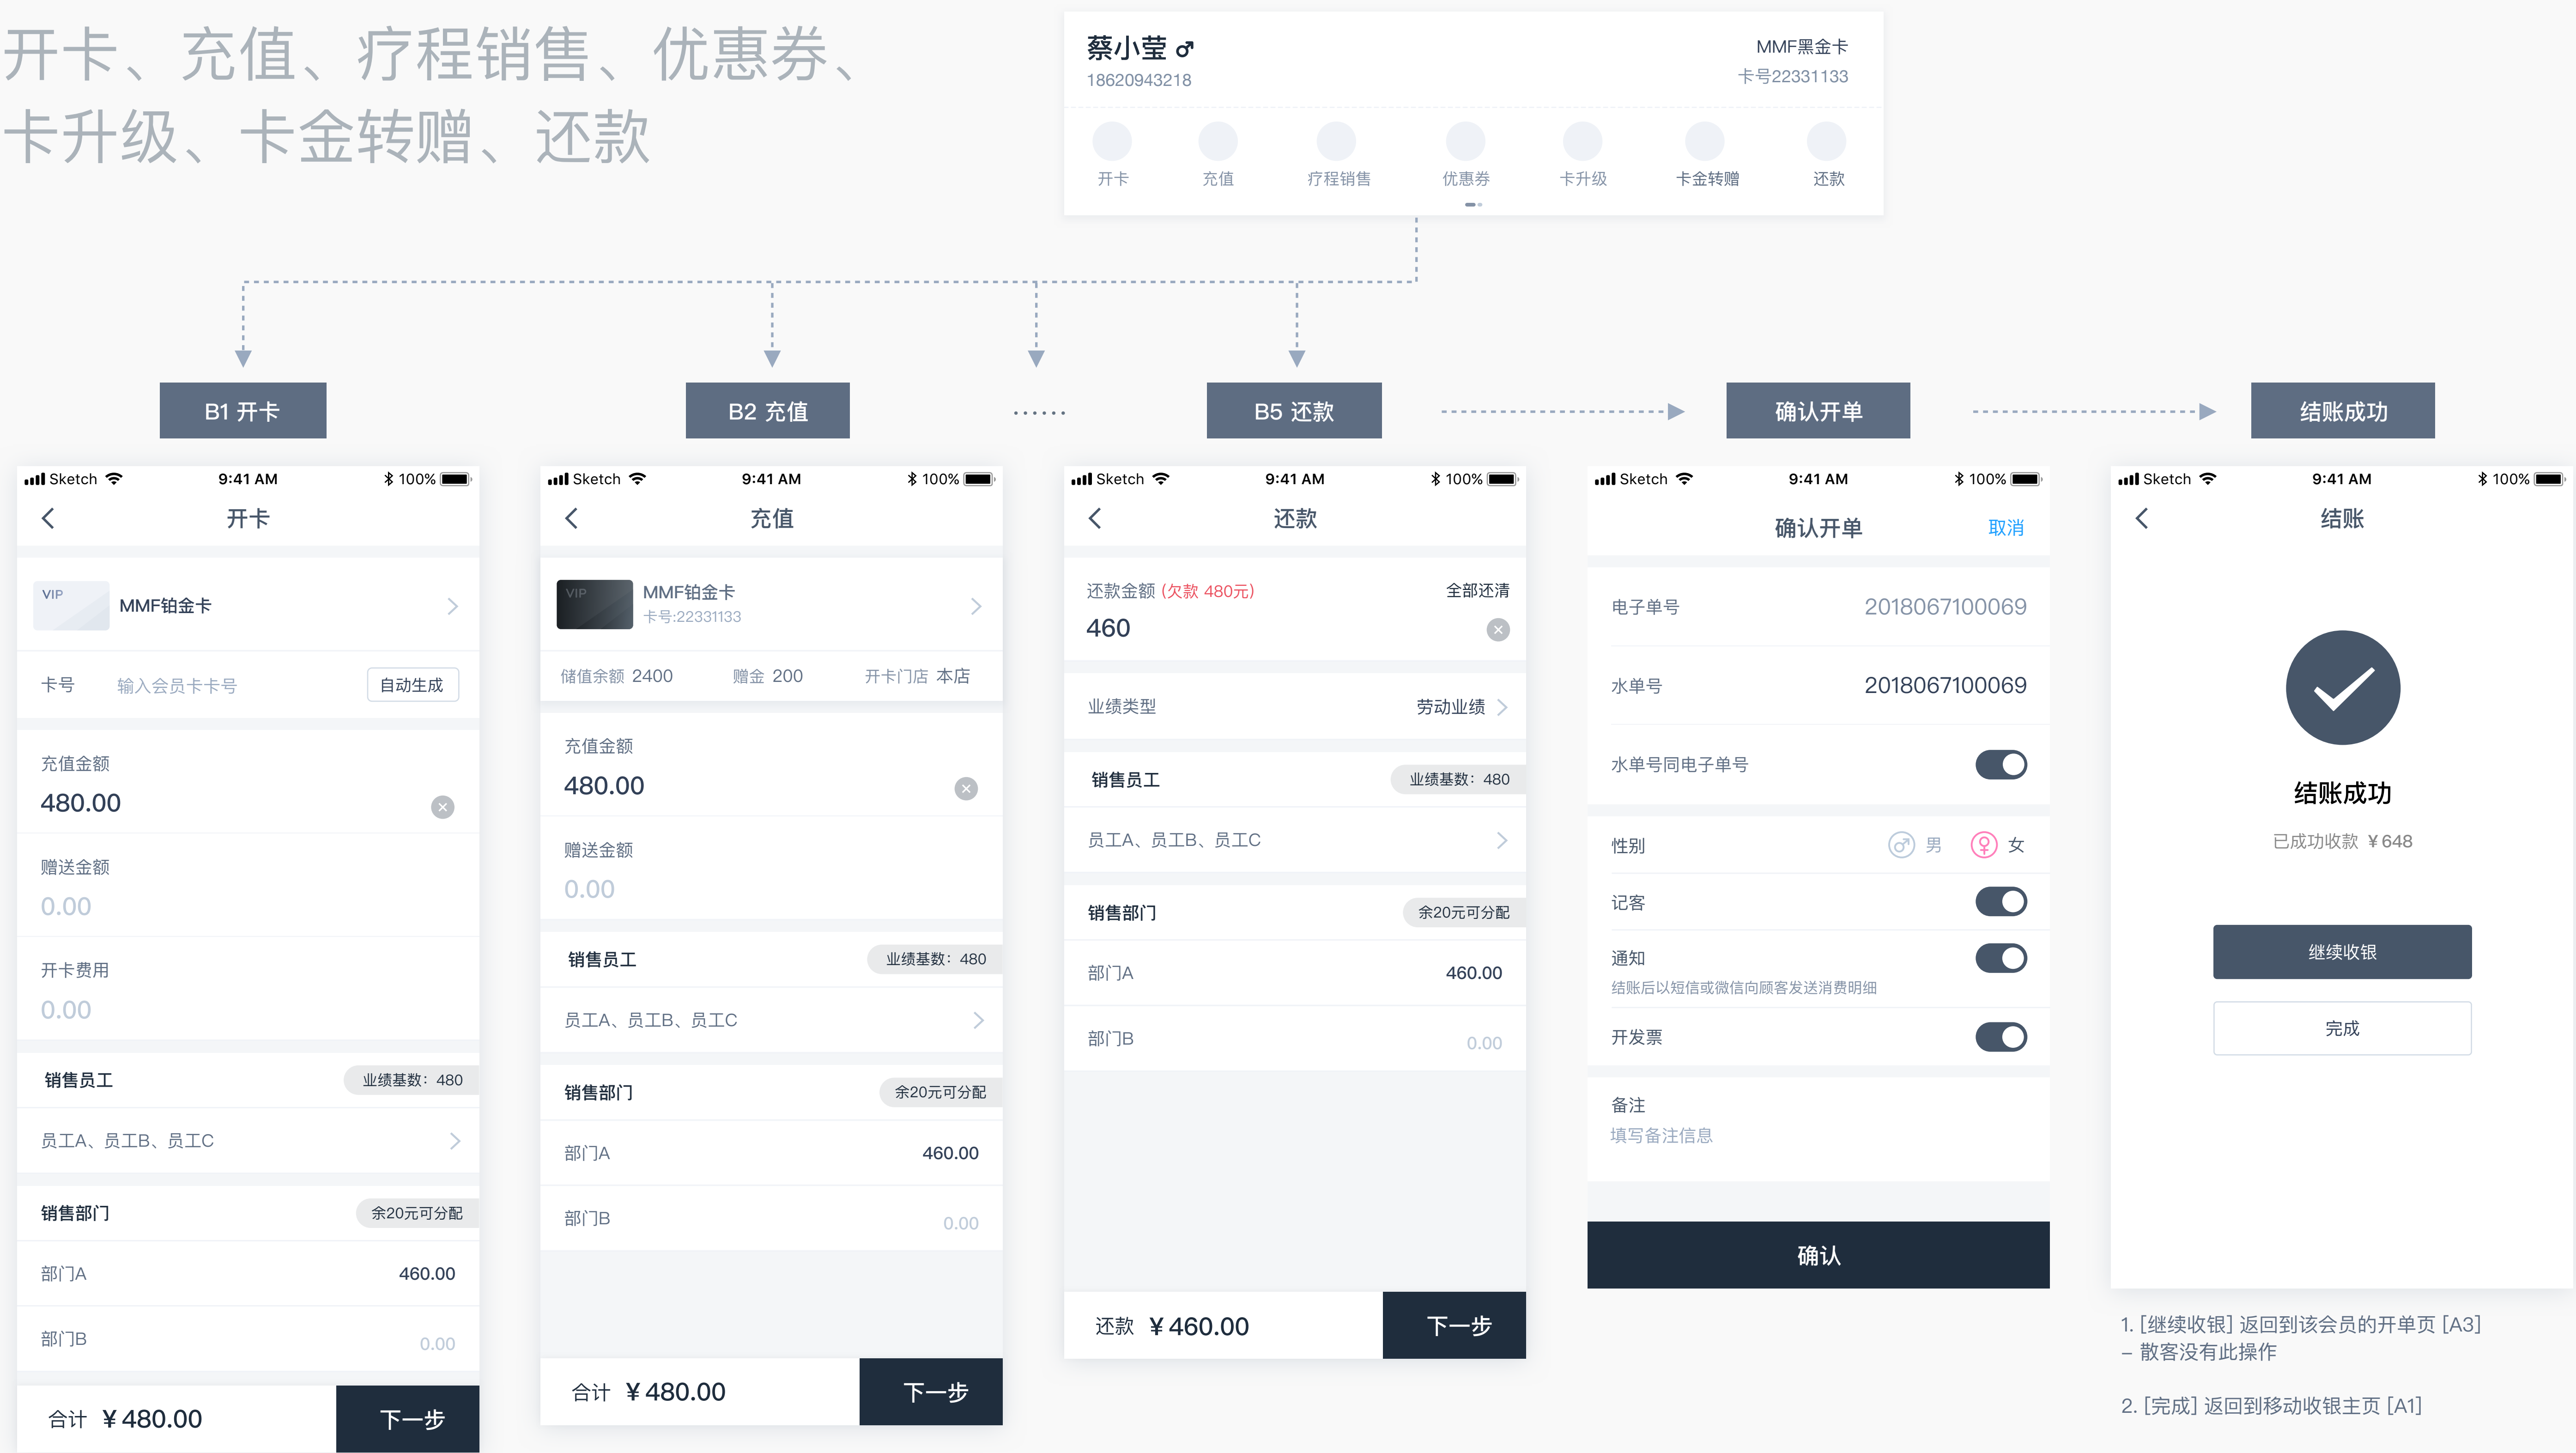 开卡、充值、疗程销售、优惠券、
卡升级、卡金转赠、还款
蔡小莹 ♂
18620943218
MMF黑金卡
卡号22331133
开卡 充值 疗程销售 优惠券 卡升级 卡金转赠 还款
B1 开卡
B2 充值
······
B5 还款
确认开单
结账成功
Sketch 9:41 AM 100%
开卡
VIP
MMF铂金卡
卡号 输入会员卡卡号 自动生成
充值金额
480.00
赠送金额
0.00
开卡费用
0.00
销售员工 业绩基数：480
员工A、员工B、员工C
销售部门 余20元可分配
部门A 460.00
部门B 0.00
合计 ¥480.00 下一步
Sketch 9:41 AM 100%
充值
VIP
MMF铂金卡
卡号:22331133
储值余额 2400 赠金 200 开卡门店 本店
充值金额
480.00
赠送金额
0.00
销售员工 业绩基数：480
员工A、员工B、员工C
销售部门 余20元可分配
部门A 460.00
部门B 0.00
合计 ¥480.00 下一步
Sketch 9:41 AM 100%
还款
还款金额 (欠款 480元) 全部还清
460
业绩类型 劳动业绩
销售员工 业绩基数：480
员工A、员工B、员工C
销售部门 余20元可分配
部门A 460.00
部门B 0.00
还款 ¥460.00 下一步
Sketch 9:41 AM 100%
确认开单 取消
电子单号 2018067100069
水单号 2018067100069
水单号同电子单号
性别 男 女
记客
通知
结账后以短信或微信向顾客发送消费明细
开发票
备注
填写备注信息
确认
Sketch 9:41 AM 100%
结账
结账成功
已成功收款 ¥648
继续收银
完成
1. [继续收银] 返回到该会员的开单页 [A3]
– 散客没有此操作
2. [完成] 返回到移动收银主页 [A1]